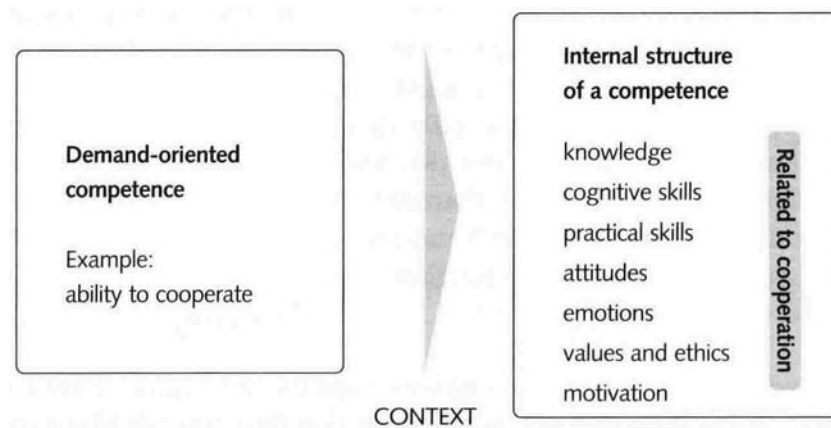 Demand-oriented
competence
Example:
ability to cooperate
CONTEXT
Internal structure
of a competence
knowledge
cognitive skills
practical skills
attitudes
emotions
values and ethics
motivation
Related to cooperation